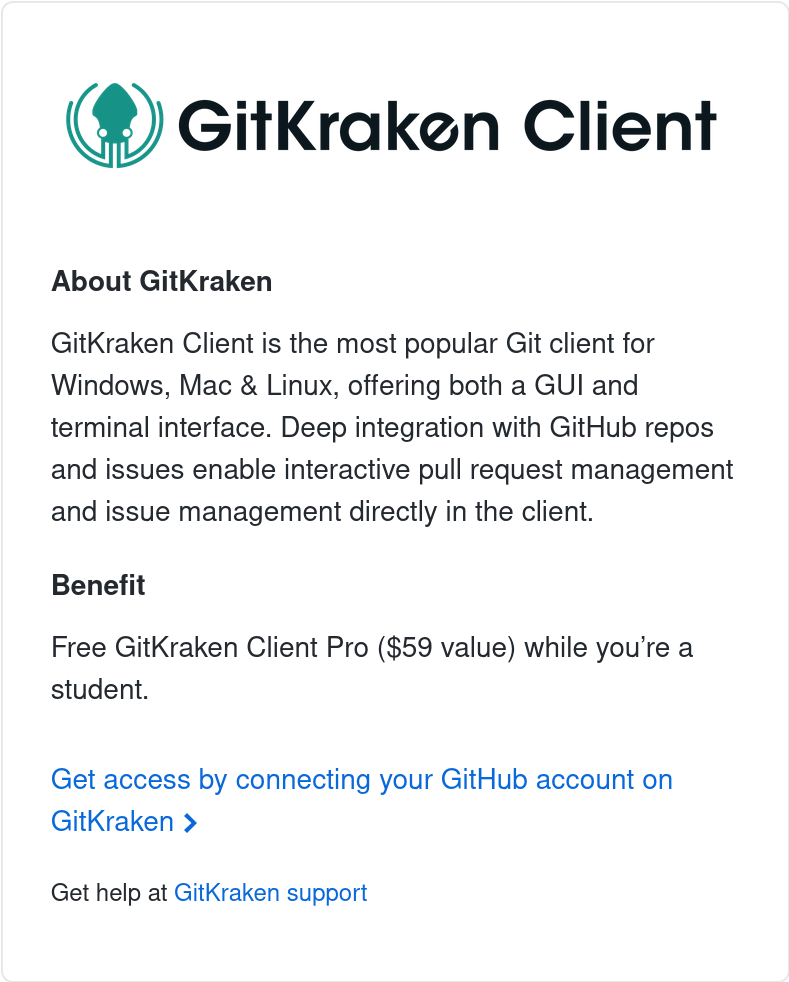 GitKraken Client
About GitKraken
GitKraken Client is the most popular Git client for
Windows, Mac & Linux, offering both a GUI and
terminal interface. Deep integration with GitHub repos
and issues enable interactive pull request management
and issue management directly in the client.
Benefit
Free GitKraken Client Pro ($59 value) while you’re a
student.
Get access by connecting your GitHub account on
GitKraken
Get help at GitKraken support